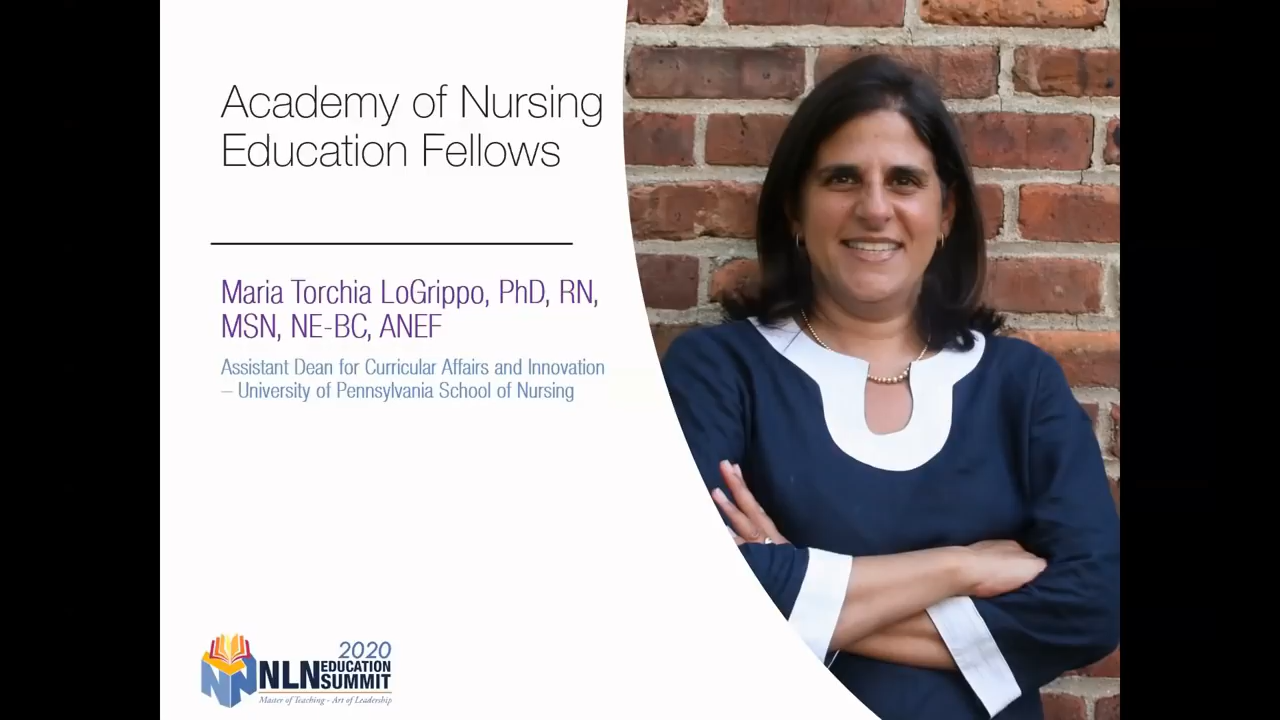 Academy of Nursing
Education Fellows
Maria Torchia LoGrippo, PhD, RN,
MSN, NE-BC, ANEF
Assistant Dean for Curricular Affairs and Innovation
– University of Pennsylvania School of Nursing
2020
NLN EDUCATION
SUMMIT
Master of Teaching - Art of Leadership